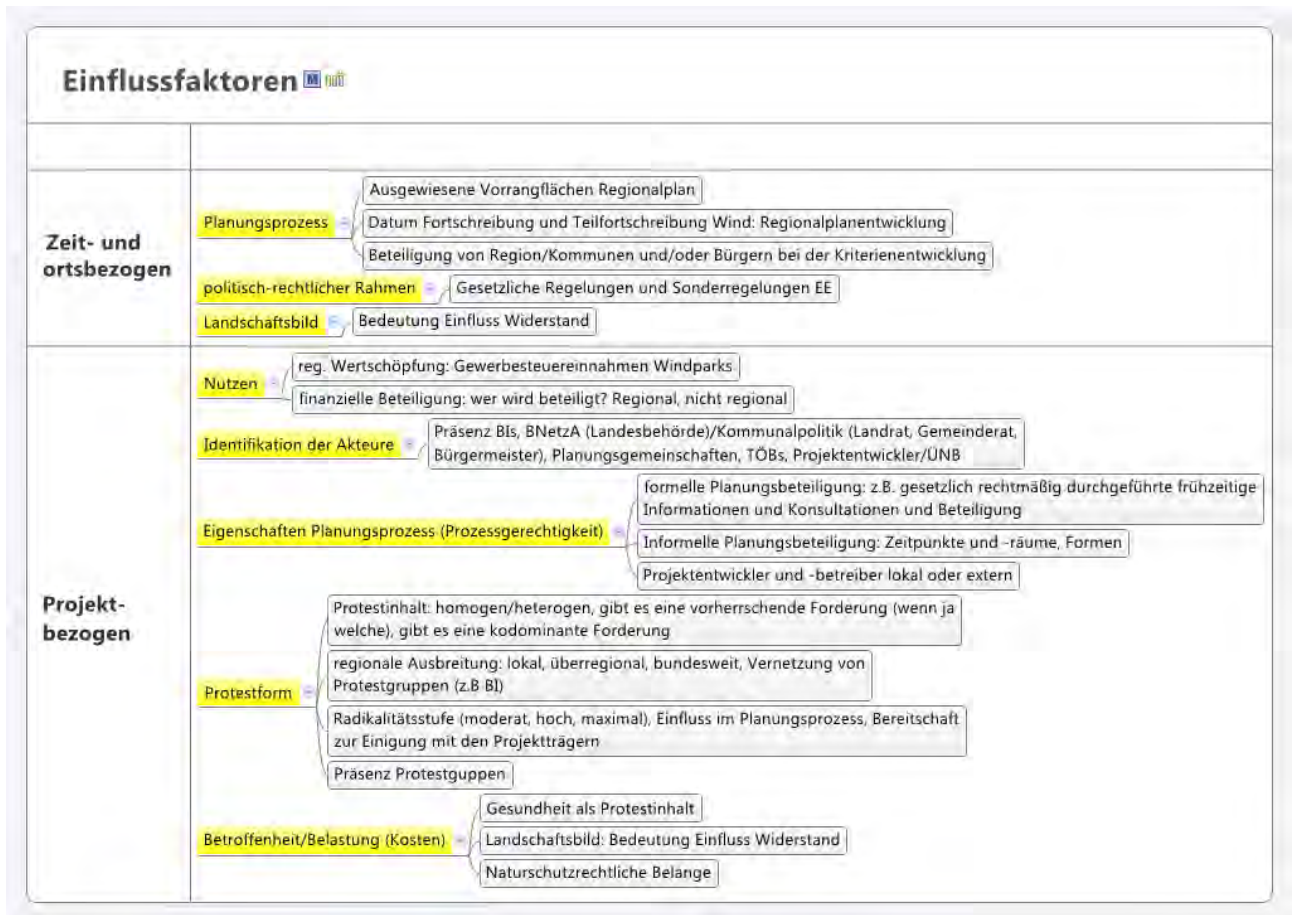 Einflussfaktoren
Zeit- und
ortsbezogen
Planungsprozess
Ausgewiesene Vorrangflächen Regionalplan
Datum Fortschreibung und Teilfortschreibung Wind: Regionalplanentwicklung
Beteiligung von Region/Kommunen und/oder Bürgern bei der Kriterienentwicklung
politisch-rechtlicher Rahmen
Gesetzliche Regelungen und Sonderregelungen EE
Landschaftsbild
Bedeutung Einfluss Widerstand
Projekt-
bezogen
Nutzen
reg. Wertschöpfung: Gewerbesteuereinnahmen Windparks
finanzielle Beteiligung: wer wird beteiligt? Regional, nicht regional
Identifikation der Akteure
Präsenz BIs, BNetzA (Landesbehörde)/Kommunalpolitik (Landrat, Gemeinderat,
Bürgermeister), Planungsgemeinschaften, TÖBs, Projektentwickler/ÜNB
Eigenschaften Planungsprozess (Prozessgerechtigkeit)
formelle Planungsbeteiligung: z.B. gesetzlich rechtmäßig durchgeführte frühzeitige
Informationen und Konsultationen und Beteiligung
Informelle Planungsbeteiligung: Zeitpunkte und -räume, Formen
Projektentwickler und -betreiber lokal oder extern
Protestform
Protestinhalt: homogen/heterogen, gibt es eine vorherrschende Forderung (wenn ja
welche), gibt es eine kodominante Forderung
regionale Ausbreitung: lokal, überregional, bundesweit, Vernetzung von
Protestgruppen (z.B BI)
Radikalitätsstufe (moderat, hoch, maximal), Einfluss im Planungsprozess, Bereitschaft
zur Einigung mit den Projektträgern
Präsenz Protestguppen
Betroffenheit/Belastung (Kosten)
Gesundheit als Protestinhalt
Landschaftsbild: Bedeutung Einfluss Widerstand
Naturschutzrechtliche Belange